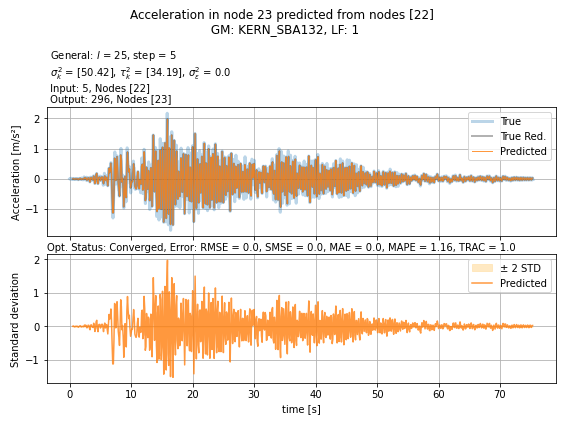 Acceleration in node 23 predicted from nodes [22]
GM: KERN_SBA132, LF: 1
General: l = 25, step = 5
σ²ₖ = [50.42], τ²ₖ = [34.19], σ²ε = 0.0
Input: 5, Nodes [22]
Output: 296, Nodes [23]
Acceleration [m/s²]
2
1
0
−1
True
True Red.
Predicted
Opt. Status: Converged, Error: RMSE = 0.0, SMSE = 0.0, MAE = 0.0, MAPE = 1.16, TRAC = 1.0
Standard deviation
2
1
0
−1
± 2 STD
Predicted
0 10 20 30 40 50 60 70
time [s]